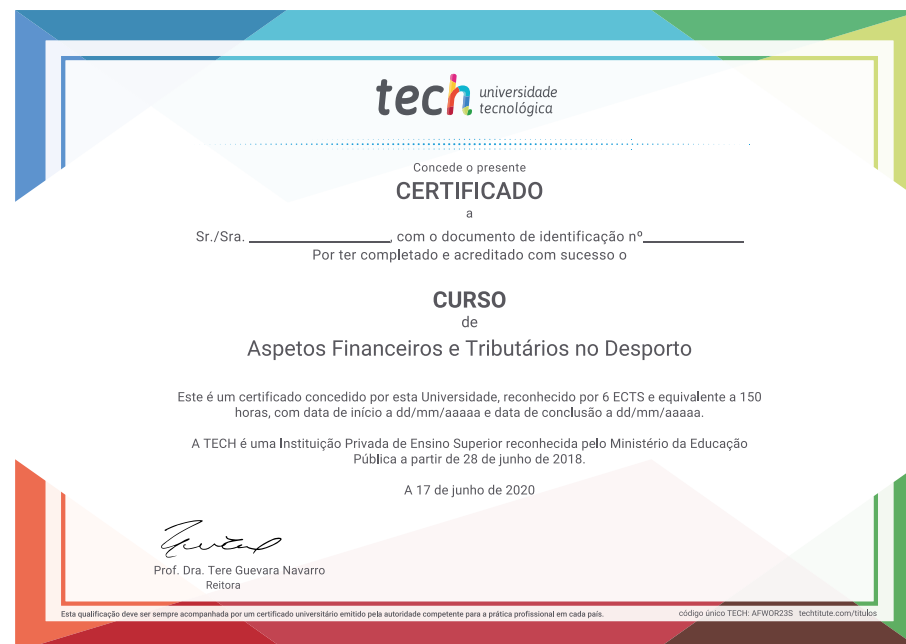 tech universidade
tecnológica
Concede o presente
CERTIFICADO
a
Sr./Sra. ____________________, com o documento de identificação nº______________
Por ter completado e acreditado com sucesso o
CURSO
de
Aspetos Financeiros e Tributários no Desporto
Este é um certificado concedido por esta Universidade, reconhecido por 6 ECTS e equivalente a 150
horas, com data de início a dd/mm/aaaaa e data de conclusão a dd/mm/aaaaa.
A TECH é uma Instituição Privada de Ensino Superior reconhecida pelo Ministério da Educação
Pública a partir de 28 de junho de 2018.
A 17 de junho de 2020
Prof. Dra. Tere Guevara Navarro
Reitora
Esta qualificação deve ser sempre acompanhada por um certificado universitário emitido pela autoridade competente para a prática profissional em cada país.
código único TECH: AFWOR23S techtitute.com/titulos